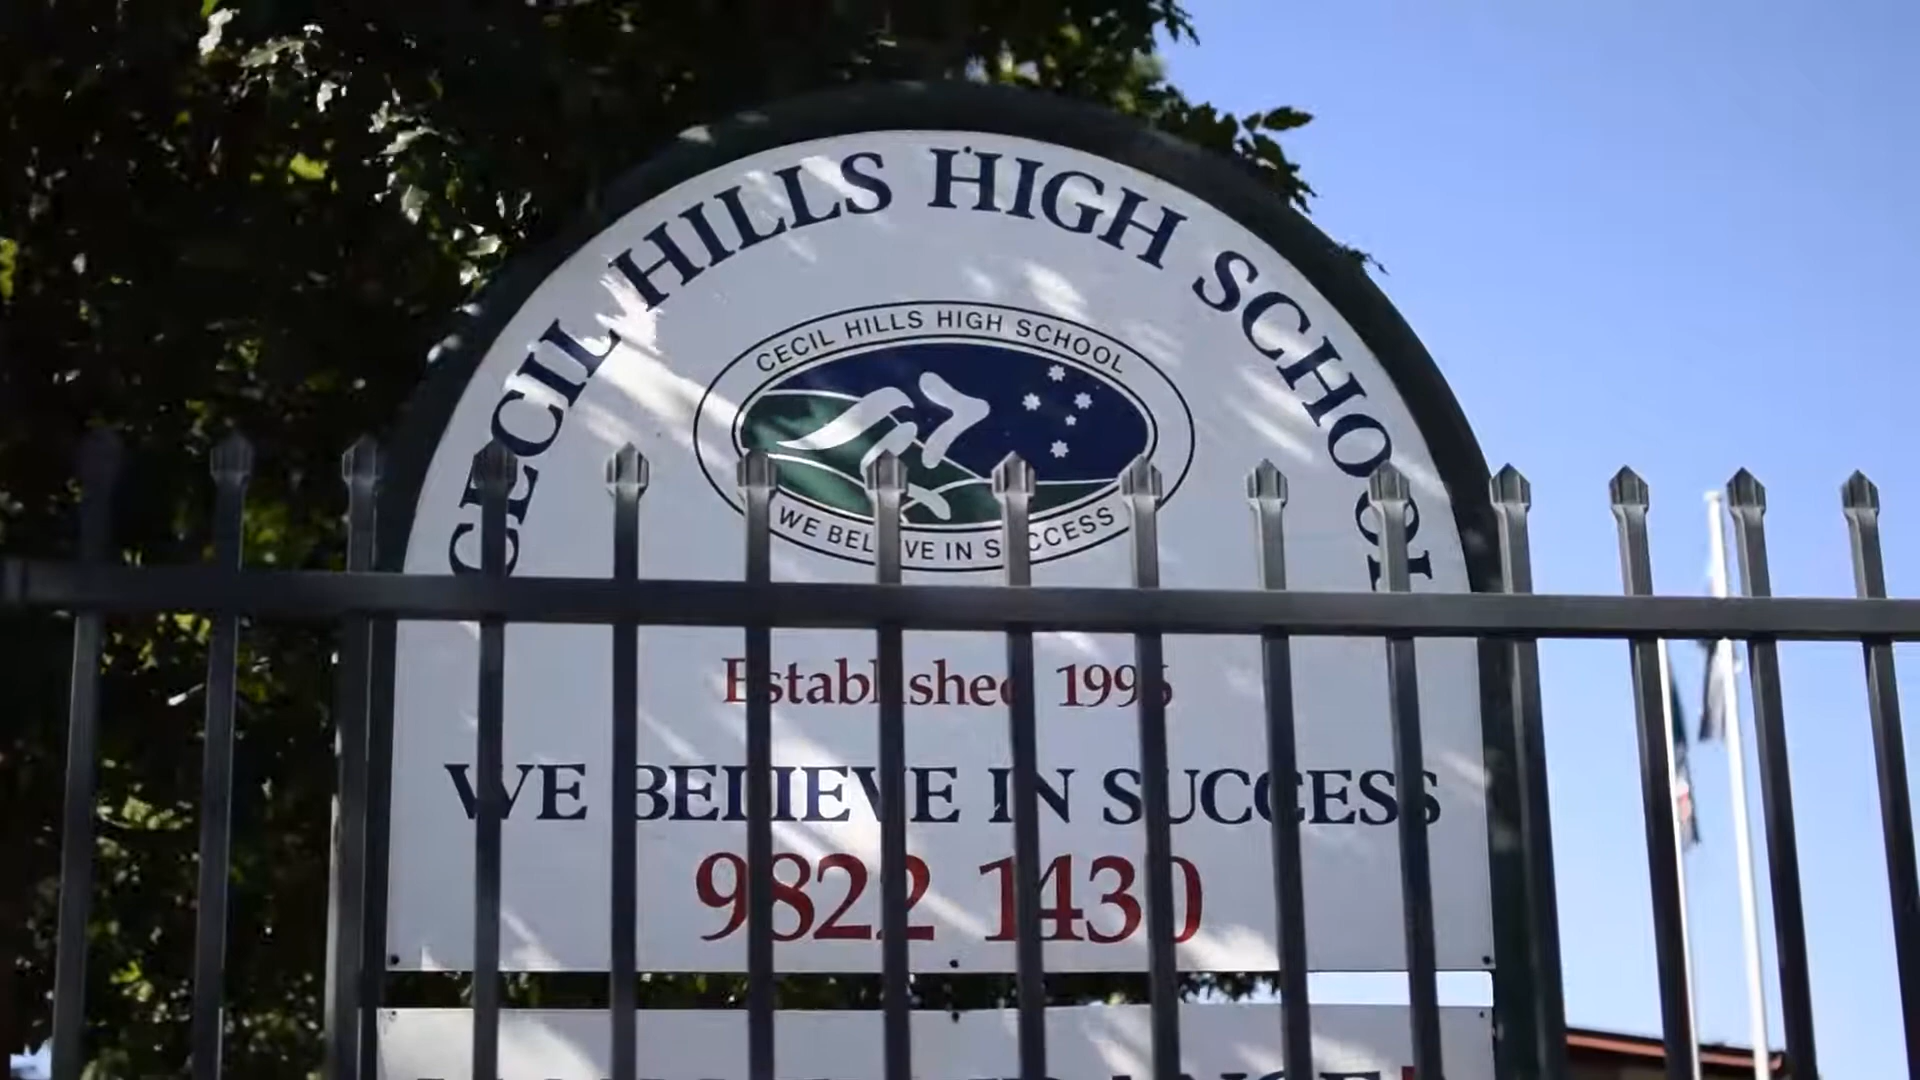 CECIL HILLS HIGH SCHOOL
CECIL HILLS HIGH SCHOOL
WE BELIEVE IN SUCCESS
Established 1996
WE BELIEVE IN SUCCESS
9822 1430